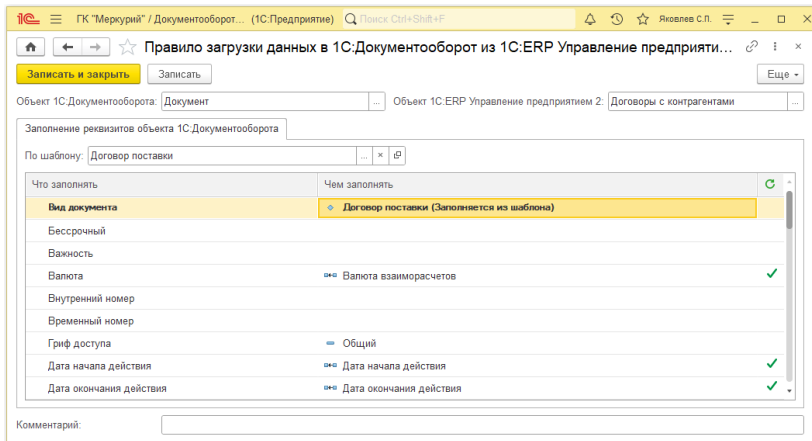 ГК "Меркурий" / Документооборот... (1С:Предприятие) Поиск Ctrl+Shift+F Яковлев С.П.
Правило загрузки данных в 1С:Документооборот из 1С:ERP Управление предприяти...
Записать и закрыть Записать Еще
Объект 1С:Документооборота: Документ ... Объект 1С:ERP Управление предприятием 2: Договоры с контрагентами ...
Заполнение реквизитов объекта 1С:Документооборота
По шаблону: Договор поставки ...
Что заполнять Чем заполнять
Вид документа Договор поставки (Заполняется из шаблона)
Бессрочный
Важность
Валюта Валюта взаиморасчетов
Внутренний номер
Временный номер
Гриф доступа Общий
Дата начала действия Дата начала действия
Дата окончания действия Дата окончания действия
Комментарий: